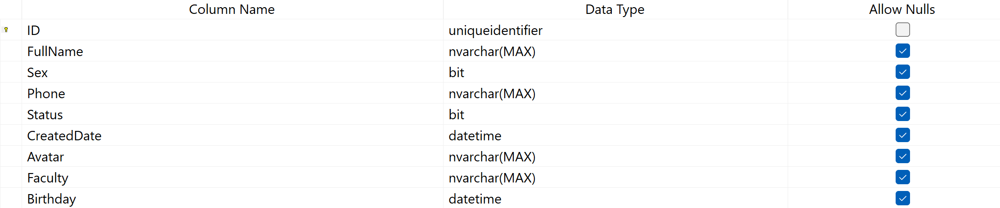 Column Name Data Type Allow Nulls
ID uniqueidentifier
FullName nvarchar(MAX)
Sex bit
Phone nvarchar(MAX)
Status bit
CreatedDate datetime
Avatar nvarchar(MAX)
Faculty nvarchar(MAX)
Birthday datetime